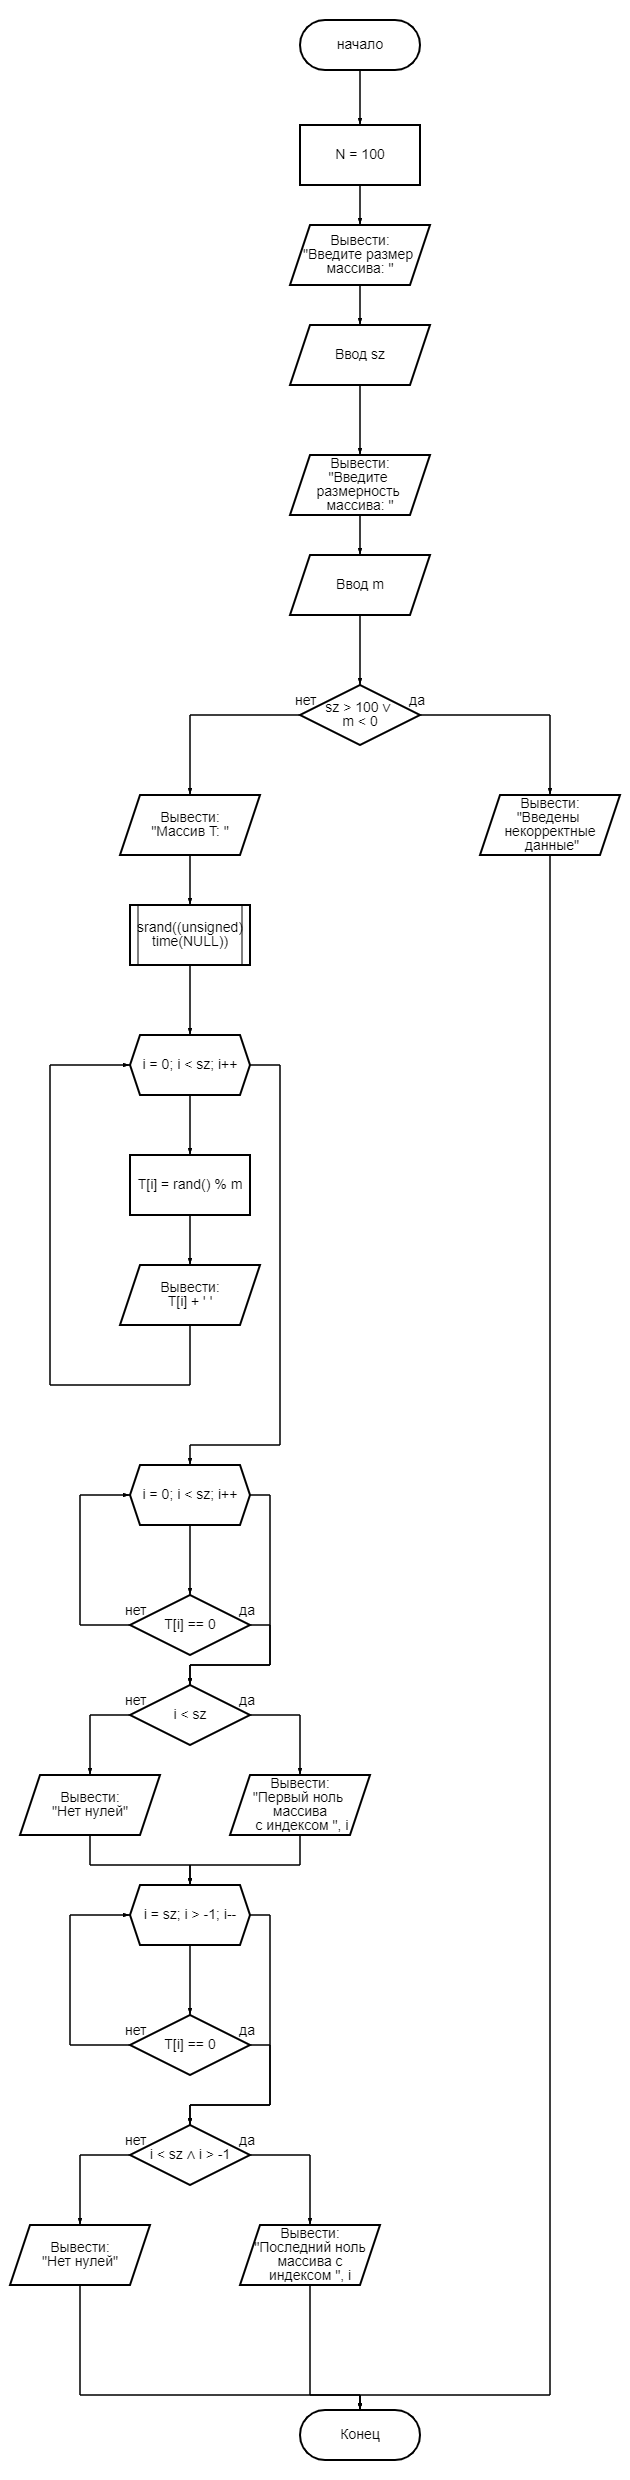 начало
N = 100
Вывести:
"Введите размер
массива: "
Ввод sz
Вывести:
"Введите
размерность
массива: "
Ввод m
нет
sz > 100 ∨
m < 0
да
Вывести:
"Массив T: "
Вывести:
"Введены
некорректные
данные"
srand((unsigned)
time(NULL))
i = 0; i < sz; i++
T[i] = rand() % m
Вывести:
T[i] + ' '
i = 0; i < sz; i++
нет
T[i] == 0
да
нет
i < sz
да
Вывести:
"Нет нулей"
Вывести:
"Первый ноль
массива
с индексом ", i
i = sz; i > -1; i--
нет
T[i] == 0
да
нет
i < sz ∧ i > -1
да
Вывести:
"Нет нулей"
Вывести:
"Последний ноль
массива с
индексом ", i
Конец